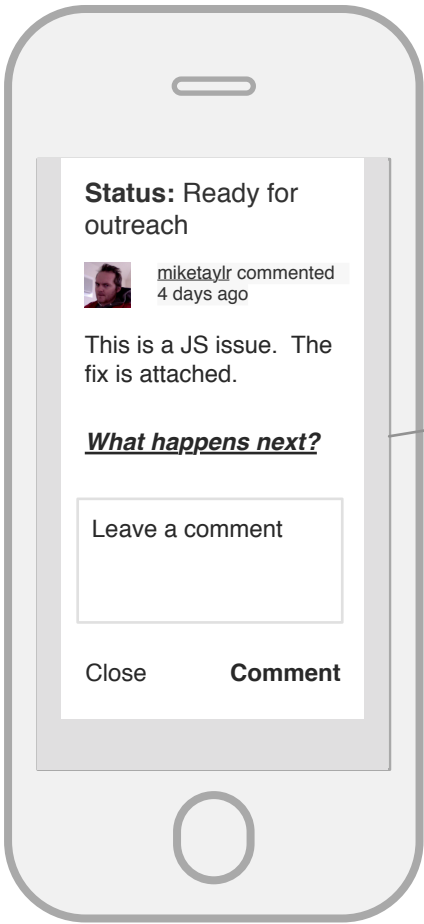 Status: Ready for
outreach
miketaylr commented
4 days ago
This is a JS issue.  The
fix is attached.
What happens next?
Leave a comment
Close
Comment